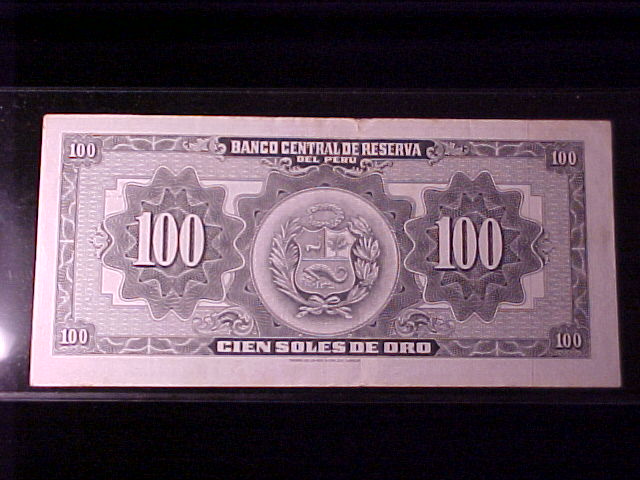 100 BANCO CENTRAL DE RESERVA 100
DEL PERU
100 100
100 CIEN SOLES DE ORO 100